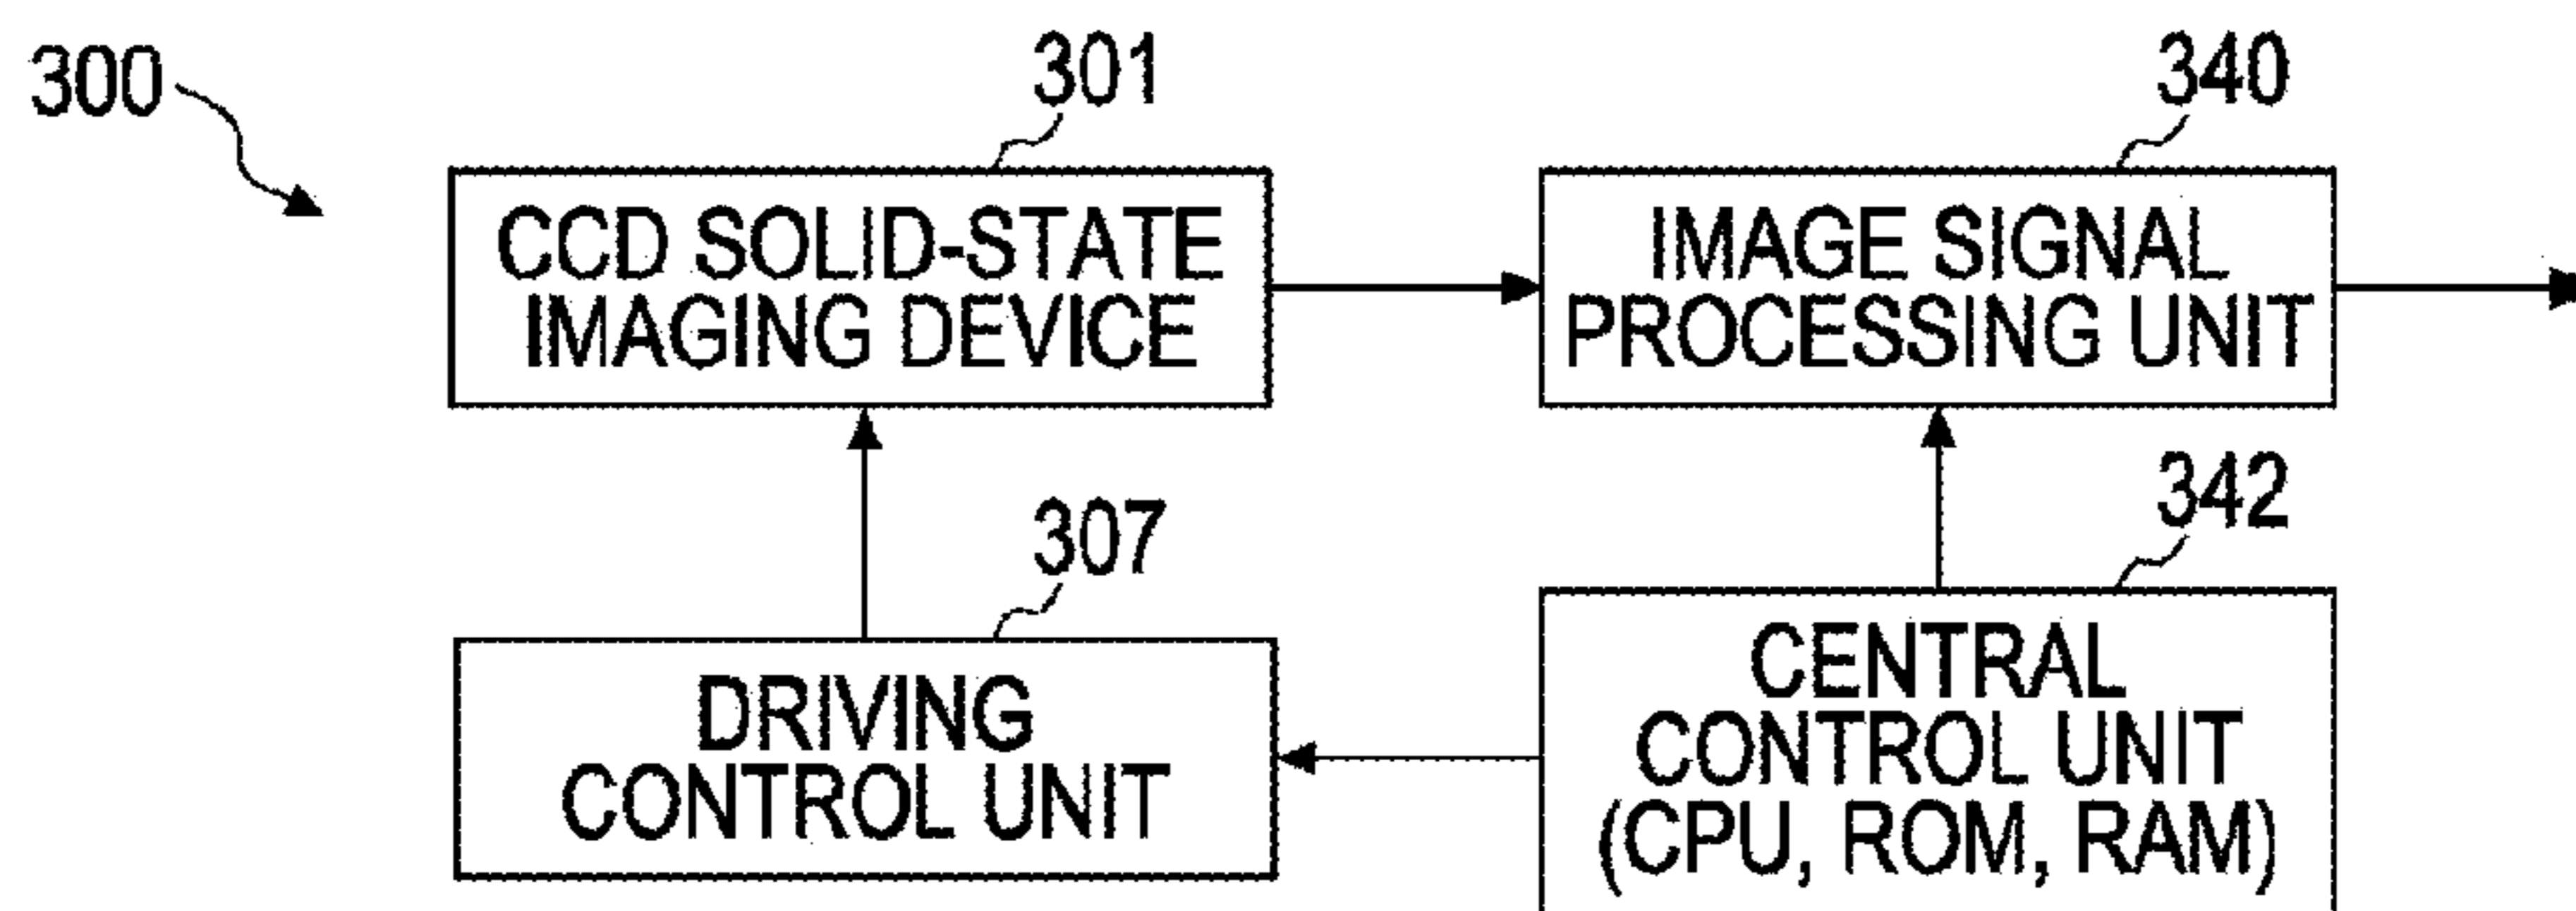 300
301
340
CCD SOLID-STATE
IMAGING DEVICE
IMAGE SIGNAL
PROCESSING UNIT
307
342
DRIVING
CONTROL UNIT
CENTRAL
CONTROL UNIT
(CPU, ROM, RAM)